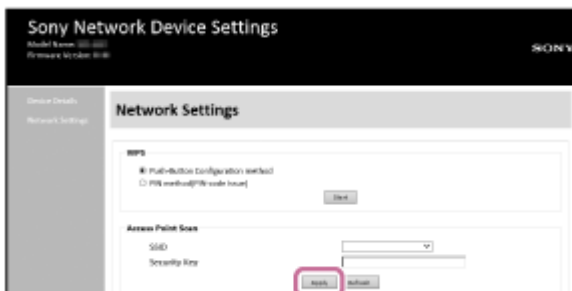 Sony Network Device Settings
Model Name:
Firmware Version:
SONY
Device Details
Network Settings
Network Settings
WPS
Push-Button Configuration method
PIN method(PIN code issue)
Start
Access Point Scan
SSID
Security Key
Apply
Refresh